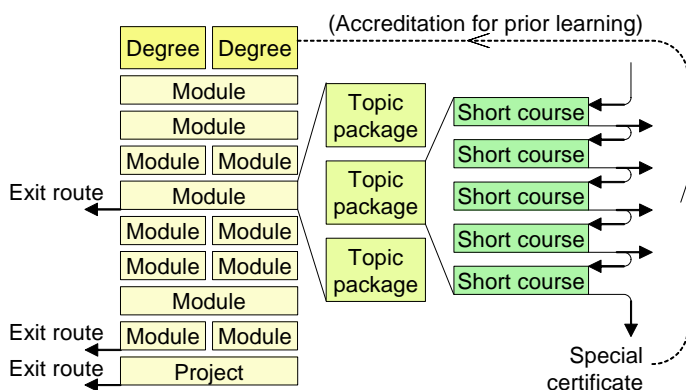 (Accreditation for prior learning)
Degree Degree
Module
Module
Module Module
Exit route
Module
Module Module
Module Module
Module
Exit route
Module Module
Exit route
Project
Topic
package
Topic
package
Topic
package
Short course
Short course
Short course
Short course
Short course
Special
certificate